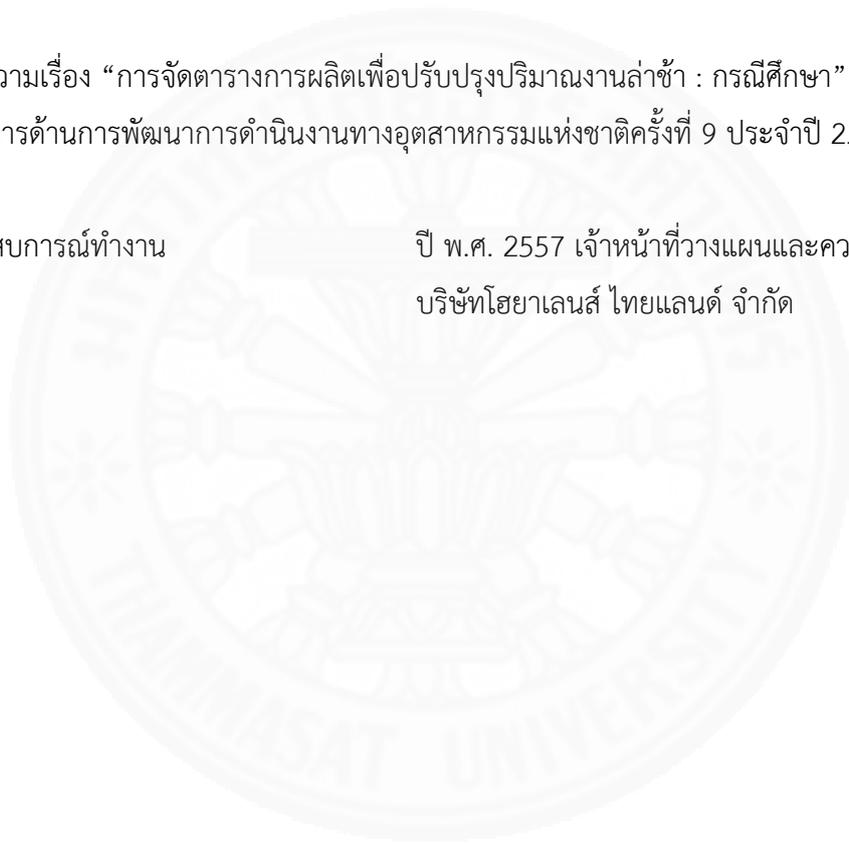 วามเรื่อง “การจัดตารางการผลิตเพื่อปรับปรุงปริมาณงานล่าช้า : กรณีศึกษา”
ารด้านการพัฒนาการดำเนินงานทางอุตสาหกรรมแห่งชาติครั้งที่ 9 ประจำปี 2
สบการณ์ทำงาน ปี พ.ศ. 2557 เจ้าหน้าที่วางแผนและคว
บริษัทโฮยาเลนส์ ไทยแลนด์ จำกัด
THAMMASAT UNIVERSITY